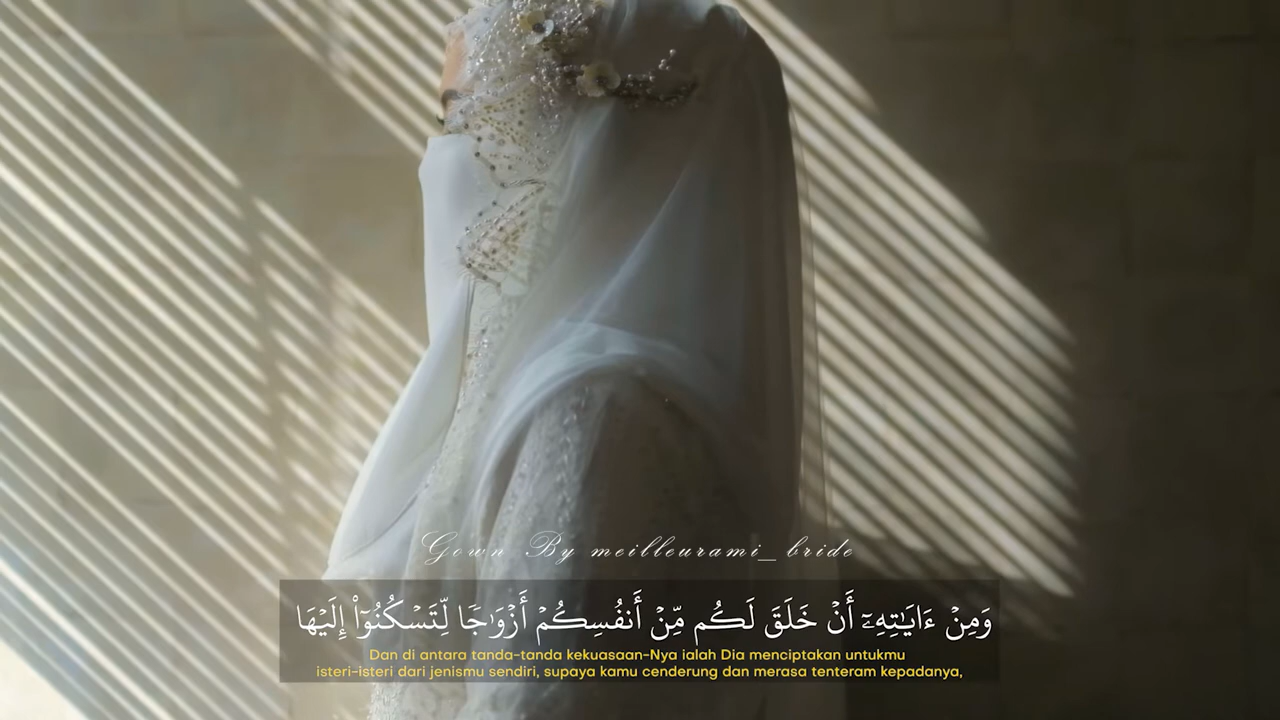 Gown By meilleurami_bride
وَمِنْ ءَايَـٰتِهِۦٓ أَنْ خَلَقَ لَكُم مِّنْ أَنفُسِكُمْ أَزْوَٰجًا لِّتَسْكُنُوٓا۟ إِلَيْهَا
Dan di antara tanda-tanda kekuasaan-Nya ialah Dia menciptakan untukmu
isteri-isteri dari jenismu sendiri, supaya kamu cenderung dan merasa tenteram kepadanya,